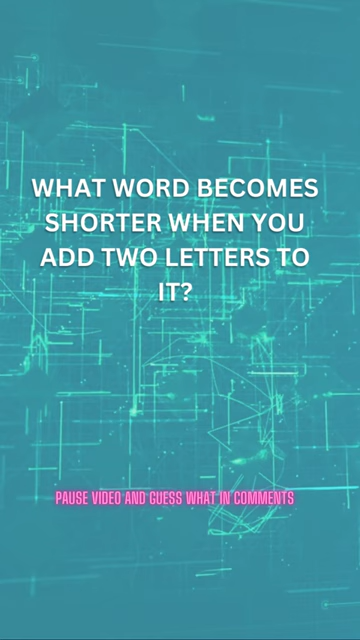 WHAT WORD BECOMES
SHORTER WHEN YOU
ADD TWO LETTERS TO
IT?
PAUSE VIDEO AND GUESS WHAT IN COMMENTS